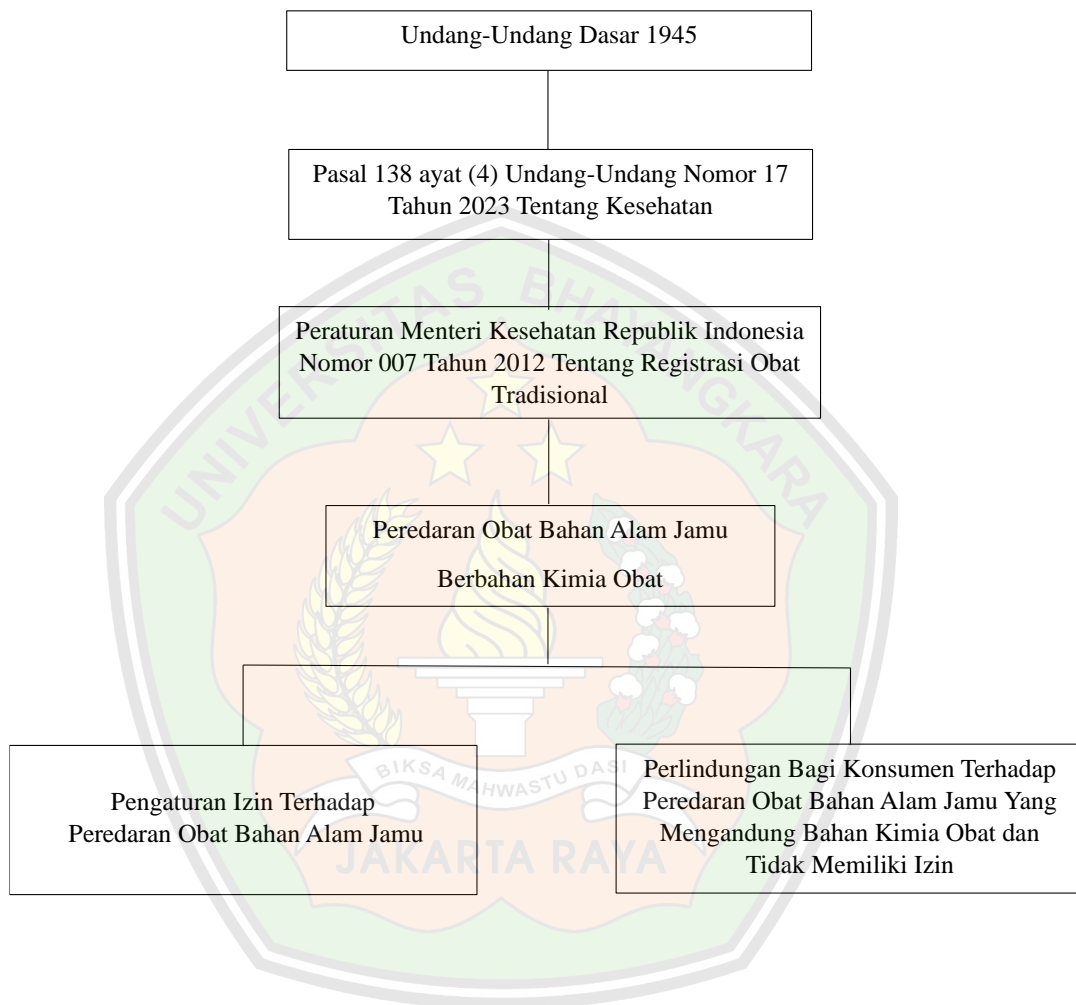 Undang-Undang Dasar 1945
Pasal 138 ayat (4) Undang-Undang Nomor 17
Tahun 2023 Tentang Kesehatan
Peraturan Menteri Kesehatan Republik Indonesia
Nomor 007 Tahun 2012 Tentang Registrasi Obat
Tradisional
UNIVERSITAS BHAYANGKARA
Peredaran Obat Bahan Alam Jamu
Berbahan Kimia Obat
Pengaturan Izin Terhadap
Peredaran Obat Bahan Alam Jamu
BIKSA MAHWASTU DASI
JAKARTA RAYA
Perlindungan Bagi Konsumen Terhadap
Peredaran Obat Bahan Alam Jamu Yang
Mengandung Bahan Kimia Obat dan
Tidak Memiliki Izin